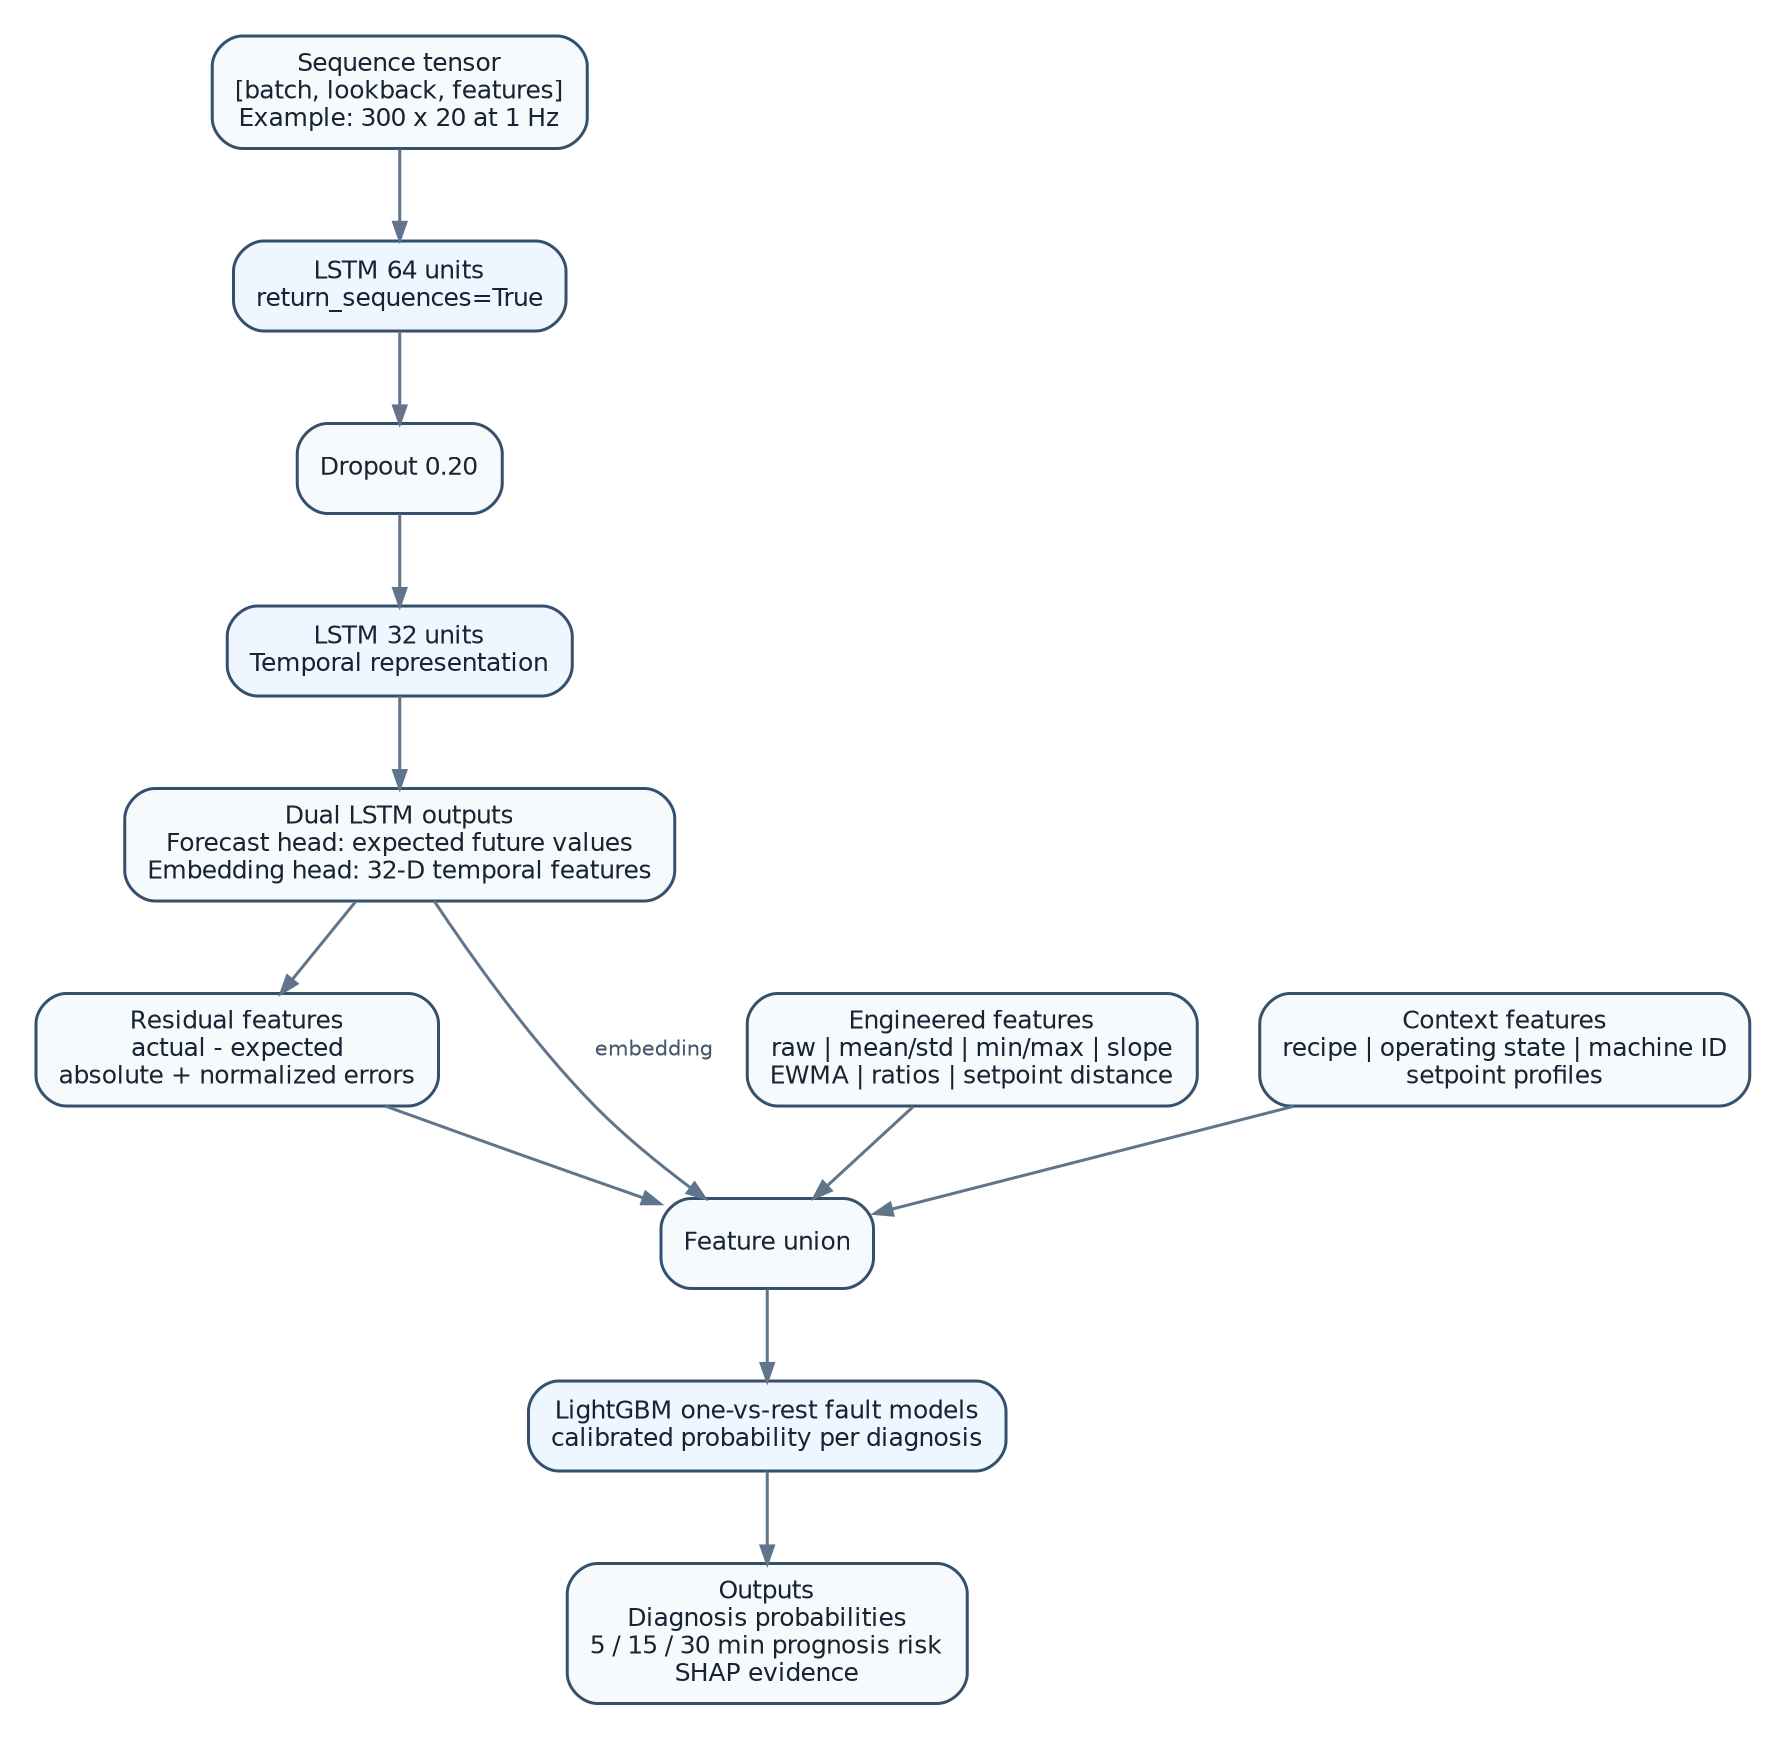 Sequence tensor
[batch, lookback, features]
Example: 300 x 20 at 1 Hz
LSTM 64 units
return_sequences=True
Dropout 0.20
LSTM 32 units
Temporal representation
Dual LSTM outputs
Forecast head: expected future values
Embedding head: 32-D temporal features
Residual features
actual - expected
absolute + normalized errors
embedding
Engineered features
raw | mean/std | min/max | slope
EWMA | ratios | setpoint distance
Context features
recipe | operating state | machine ID
setpoint profiles
Feature union
LightGBM one-vs-rest fault models
calibrated probability per diagnosis
Outputs
Diagnosis probabilities
5 / 15 / 30 min prognosis risk
SHAP evidence